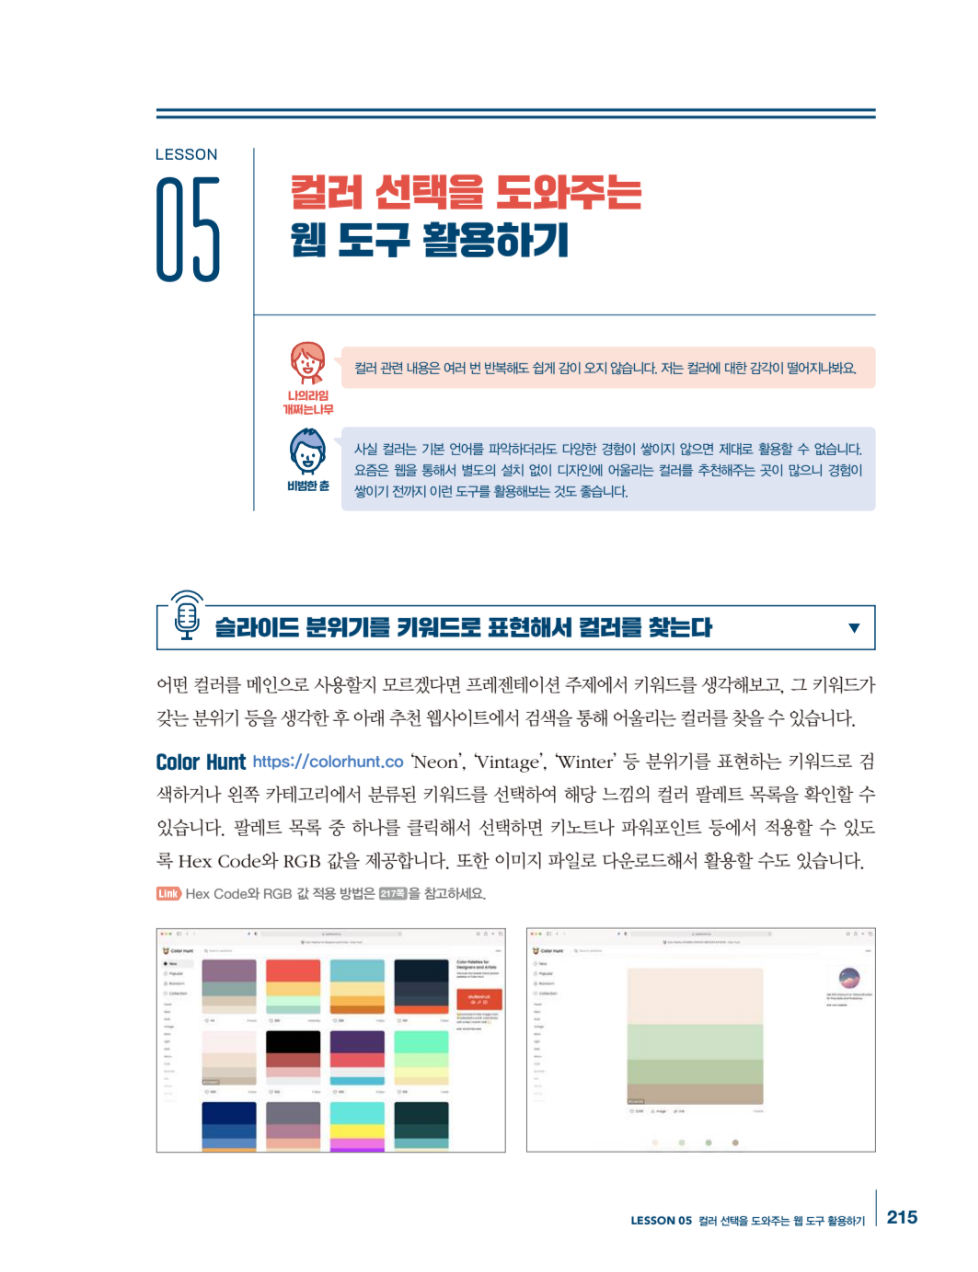 LESSON
05
컬러 선택을 도와주는
웹 도구 활용하기
컬러 관련 내용은 여러 번 반복해도 쉽게 감이 오지 않습니다. 저는 컬러에 대한 감각이 떨어지나봐요.
나의라임
개쩌는나무
사실 컬러는 기본 언어를 파악하더라도 다양한 경험이 쌓이지 않으면 제대로 활용할 수 없습니다.
요즘은 웹을 통해서 별도의 설치 없이 디자인에 어울리는 컬러를 추천해주는 곳이 많으니 경험이
쌓이기 전까지 이런 도구를 활용해보는 것도 좋습니다.
비범한 츈
슬라이드 분위기를 키워드로 표현해서 컬러를 찾는다
어떤 컬러를 메인으로 사용할지 모르겠다면 프레젠테이션 주제에서 키워드를 생각해보고, 그 키워드가
갖는 분위기 등을 생각한 후 아래 추천 웹사이트에서 검색을 통해 어울리는 컬러를 찾을 수 있습니다.
Color Hunt https://colorhunt.co ‘Neon’, ‘Vintage’, ‘Winter’ 등 분위기를 표현하는 키워드로 검
색하거나 왼쪽 카테고리에서 분류된 키워드를 선택하여 해당 느낌의 컬러 팔레트 목록을 확인할 수
있습니다. 팔레트 목록 중 하나를 클릭해서 선택하면 키노트나 파워포인트 등에서 적용할 수 있도
록 Hex Code와 RGB 값을 제공합니다. 또한 이미지 파일로 다운로드해서 활용할 수도 있습니다.
Link Hex Code와 RGB 값 적용 방법은 217쪽을 참고하세요.
Color Hunt
New
Popular
Random
Collection
Color Palettes for
Designers and Artists
Color Hunt
New
Popular
Random
Collection
Image
Link
LESSON 05 컬러 선택을 도와주는 웹 도구 활용하기
215